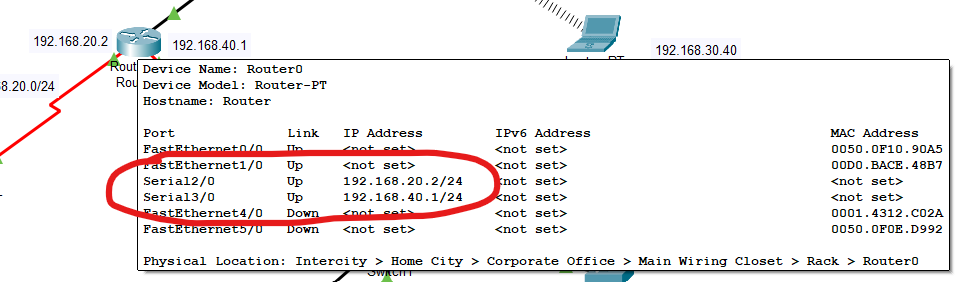 192.168.20.2
192.168.40.1
192.168.30.40
8.20.0/24
Rout
Rou
Device Name: Router0
Device Model: Router-PT
Hostname: Router
Port Link IP Address IPv6 Address MAC Address
FastEthernet0/0 Up <not set> <not set> 0050.0F10.90A5
FastEthernet1/0 Up <not set> <not set> 00D0.BACE.48B7
Serial2/0 Up 192.168.20.2/24 <not set> <not set>
Serial3/0 Up 192.168.40.1/24 <not set> <not set>
FastEthernet4/0 Down <not set> <not set> 0001.4312.C02A
FastEthernet5/0 Down <not set> <not set> 0050.0F0E.D992
Physical Location: Intercity > Home City > Corporate Office > Main Wiring Closet > Rack > Router0